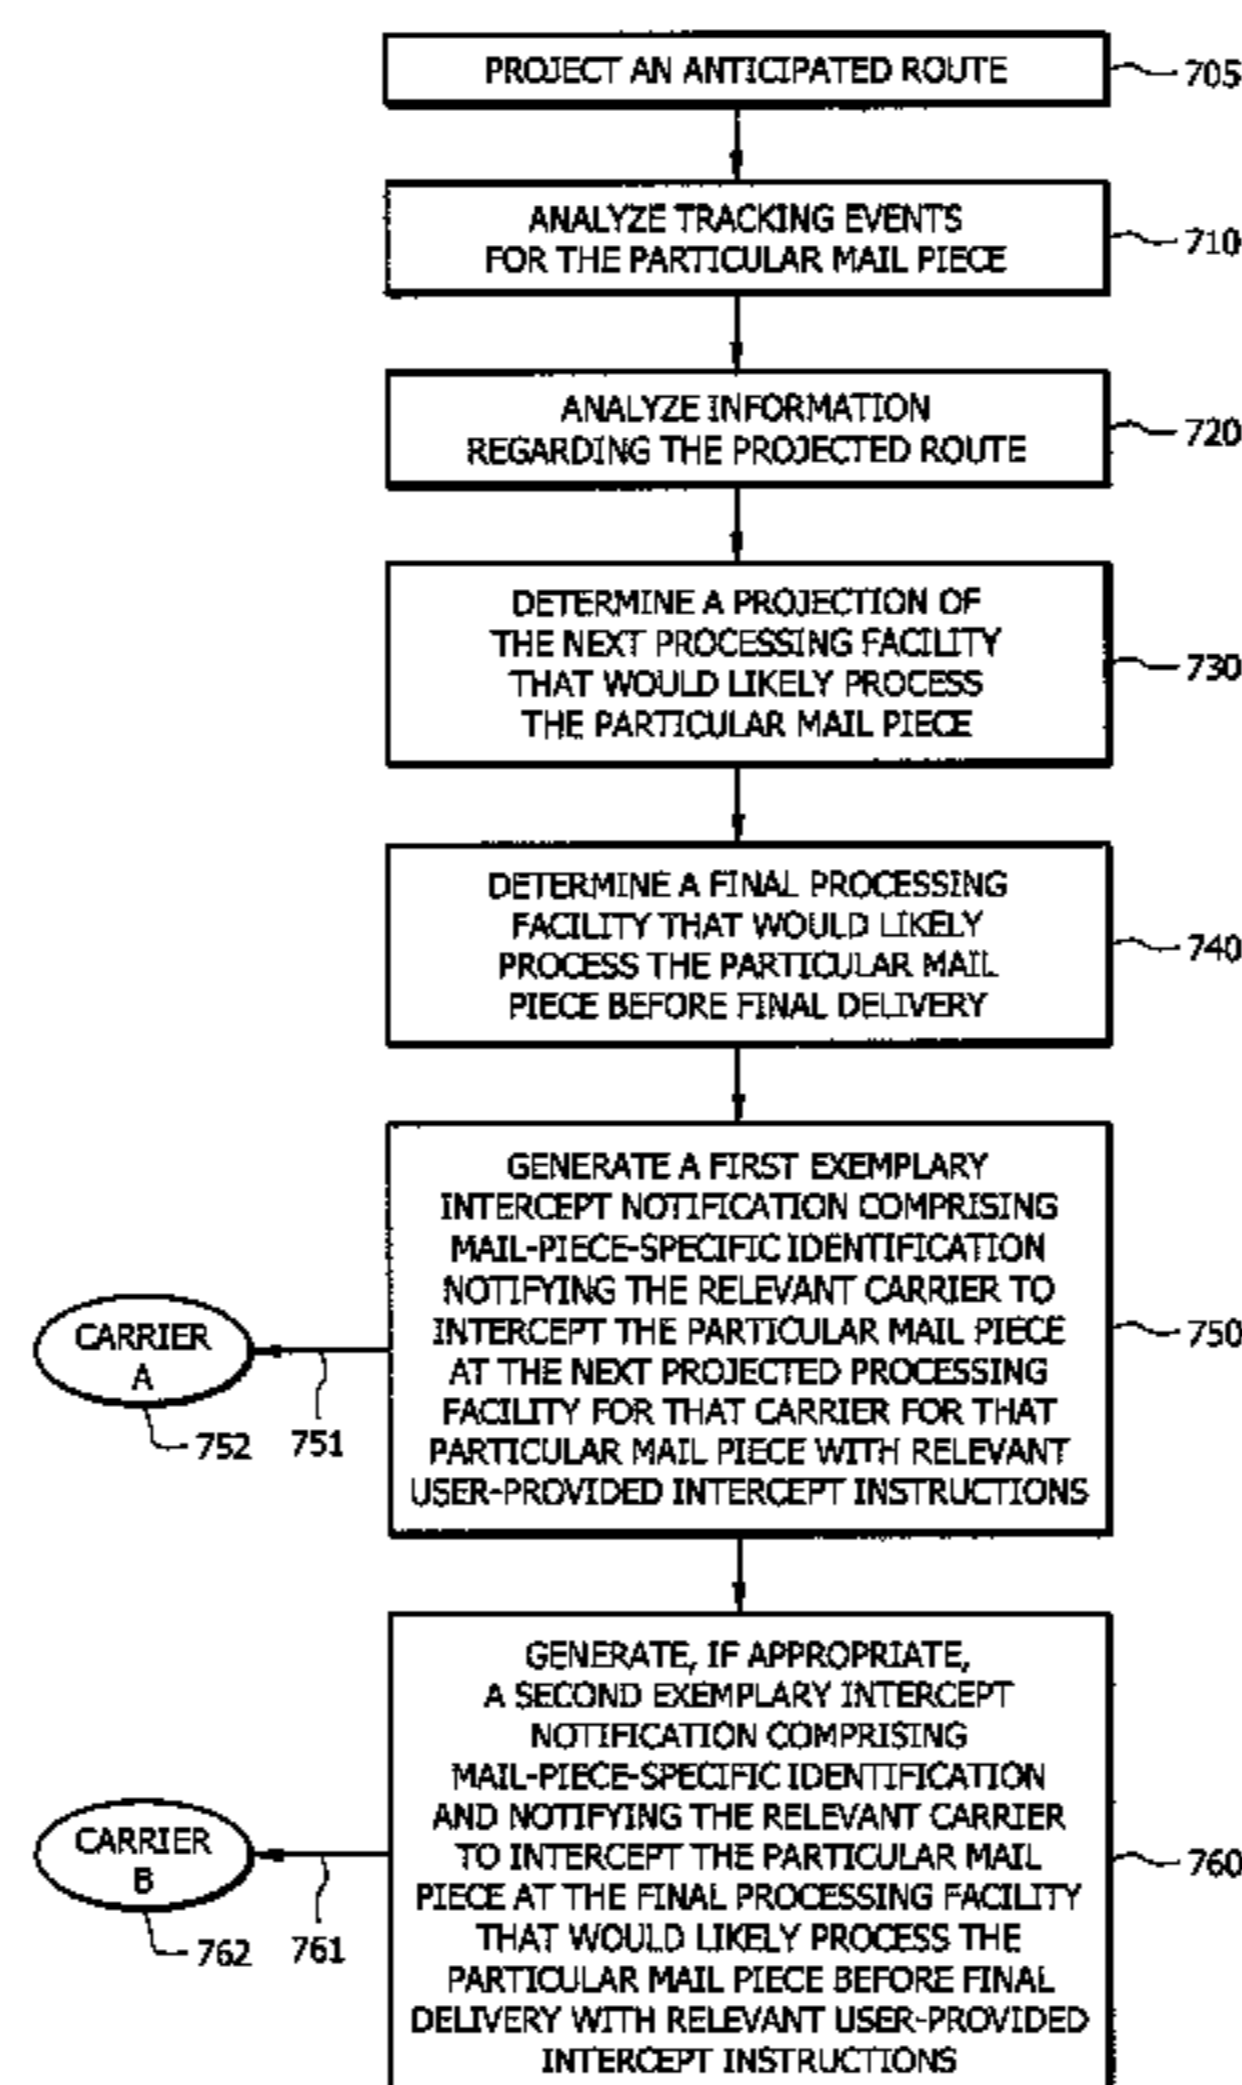 PROJECT AN ANTICIPATED ROUTE
705
ANALYZE TRACKING EVENTS
FOR THE PARTICULAR MAIL PIECE
710
ANALYZE INFORMATION
REGARDING THE PROJECTED ROUTE
720
DETERMINE A PROJECTION OF
THE NEXT PROCESSING FACILITY
THAT WOULD LIKELY PROCESS
THE PARTICULAR MAIL PIECE
730
DETERMINE A FINAL PROCESSING
FACILITY THAT WOULD LIKELY
PROCESS THE PARTICULAR MAIL
PIECE BEFORE FINAL DELIVERY
740
GENERATE A FIRST EXEMPLARY
INTERCEPT NOTIFICATION COMPRISING
MAIL-PIECE-SPECIFIC IDENTIFICATION
NOTIFYING THE RELEVANT CARRIER TO
INTERCEPT THE PARTICULAR MAIL PIECE
AT THE NEXT PROJECTED PROCESSING
FACILITY FOR THAT CARRIER FOR THAT
PARTICULAR MAIL PIECE WITH RELEVANT
USER-PROVIDED INTERCEPT INSTRUCTIONS
750
CARRIER
A
752
751
GENERATE, IF APPROPRIATE,
A SECOND EXEMPLARY INTERCEPT
NOTIFICATION COMPRISING
MAIL-PIECE-SPECIFIC IDENTIFICATION
AND NOTIFYING THE RELEVANT CARRIER
TO INTERCEPT THE PARTICULAR MAIL
PIECE AT THE FINAL PROCESSING FACILITY
THAT WOULD LIKELY PROCESS THE
PARTICULAR MAIL PIECE BEFORE FINAL
DELIVERY WITH RELEVANT USER-PROVIDED
INTERCEPT INSTRUCTIONS
760
CARRIER
B
762
761